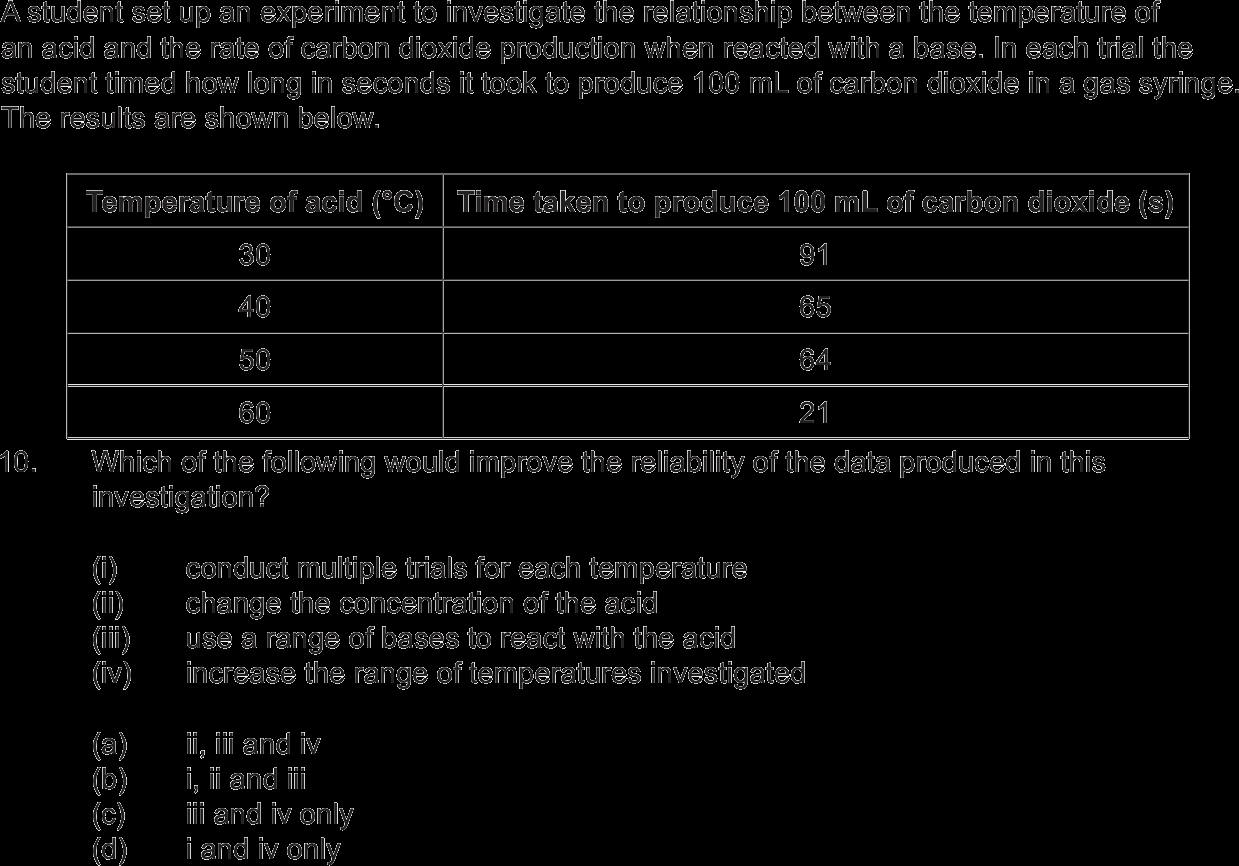 A student set up an experiment to investigate the relationship between the temperature of
an acid and the rate of carbon dioxide production when reacted with a base. In each trial the
student timed how long in seconds it took to produce 100 mL of carbon dioxide in a gas syringe.
The results are shown below.
Temperature of acid (°C) Time taken to produce 100 mL of carbon dioxide (s)
30 91
40 65
50 64
60 21
10. Which of the following would improve the reliability of the data produced in this
investigation?
(i) conduct multiple trials for each temperature
(ii) change the concentration of the acid
(iii) use a range of bases to react with the acid
(iv) increase the range of temperatures investigated
(a) ii, iii and iv
(b) i, ii and iii
(c) iii and iv only
(d) i and iv only